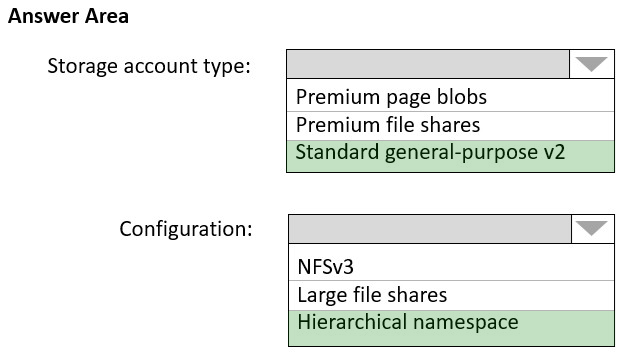 Answer Area
Storage account type:
Premium page blobs
Premium file shares
Standard general-purpose v2
Configuration:
NFSv3
Large file shares
Hierarchical namespace